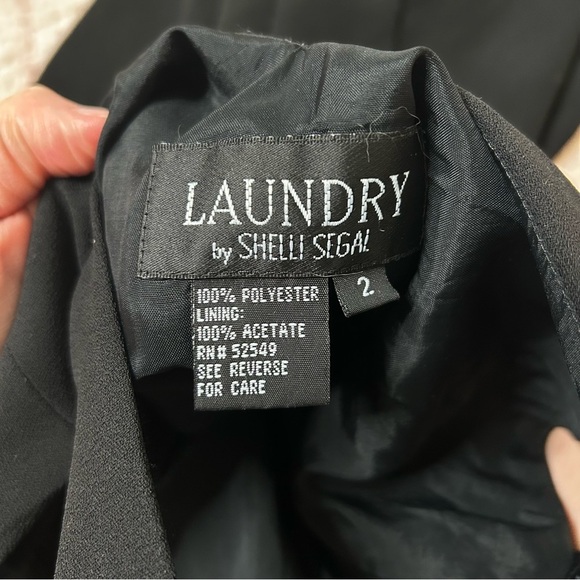 LAUNDRY
by SHELLI SEGAL
2
100% POLYESTER
LINING:
100% ACETATE
RN# 52549
SEE REVERSE
FOR CARE